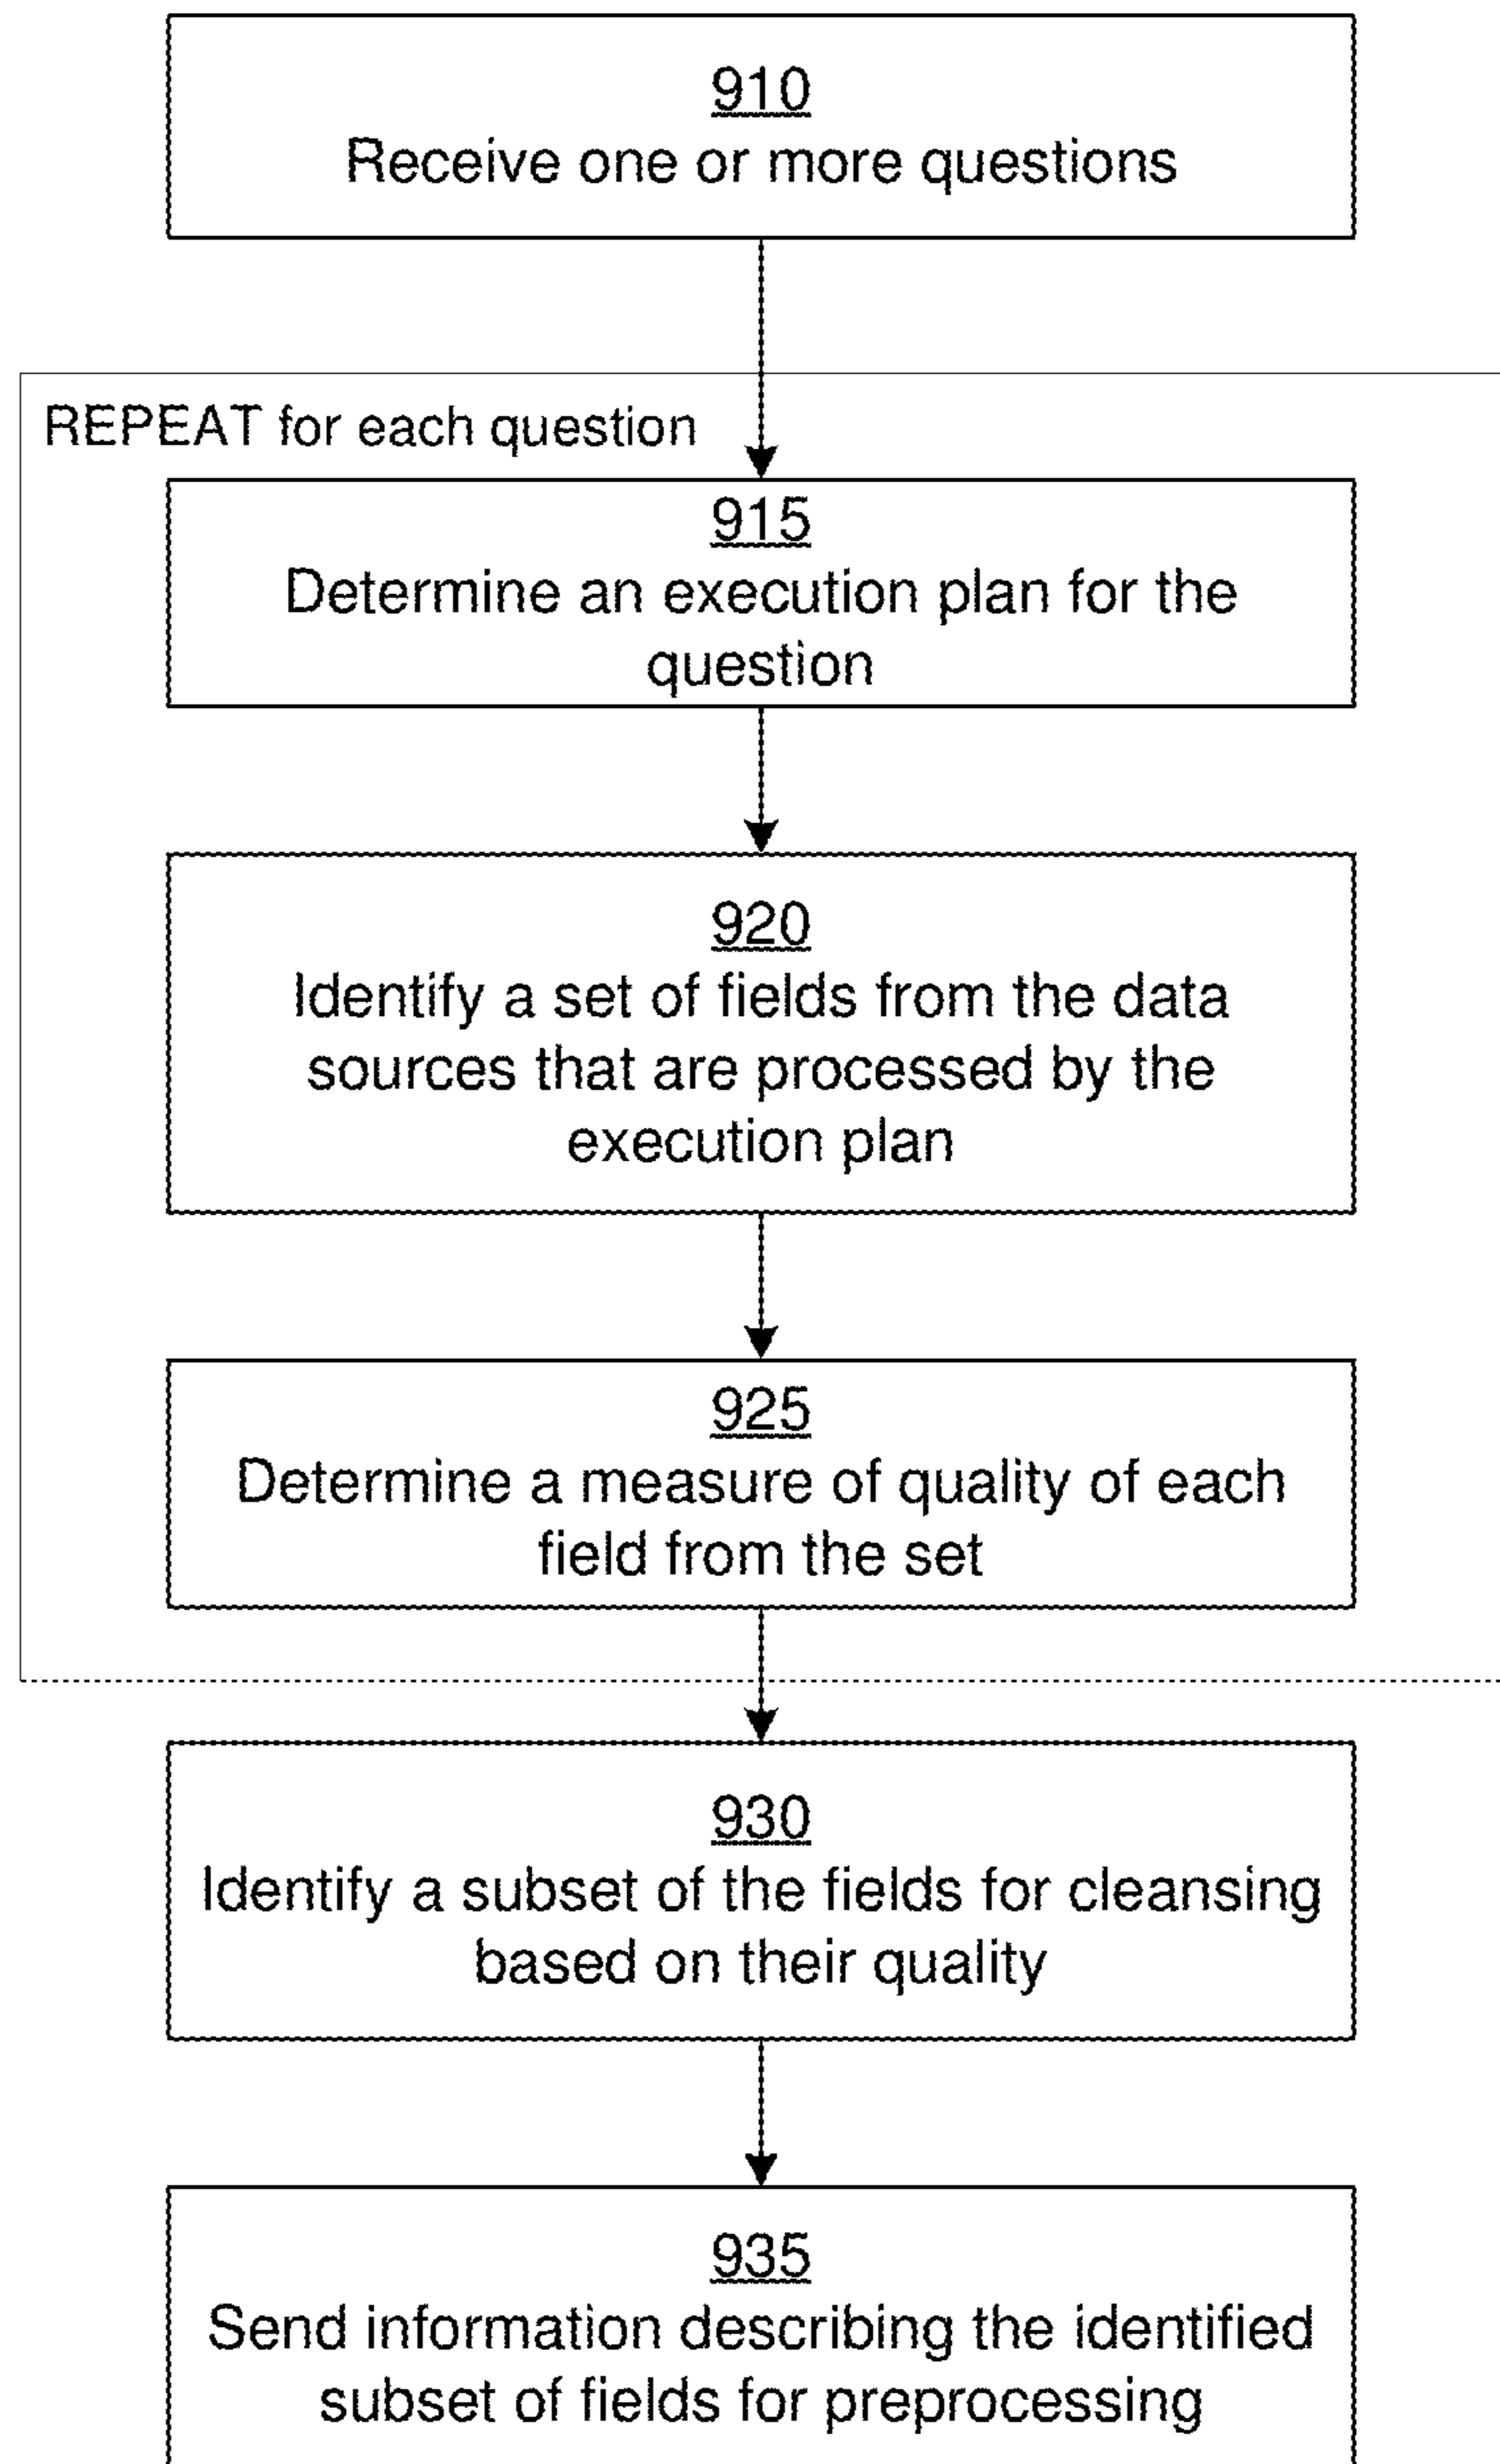 910
Receive one or more questions
REPEAT for each question
915
Determine an execution plan for the
question
920
Identify a set of fields from the data
sources that are processed by the
execution plan
925
Determine a measure of quality of each
field from the set
930
Identify a subset of the fields for cleansing
based on their quality
935
Send information describing the identified
subset of fields for preprocessing